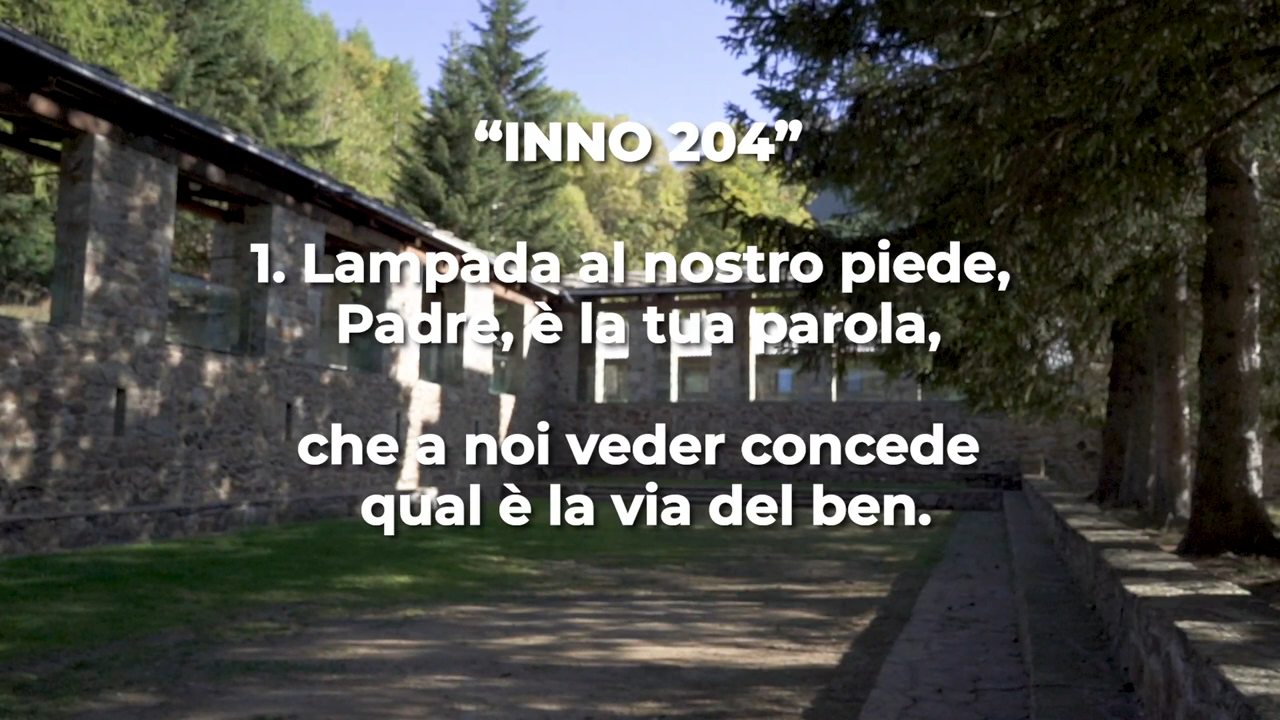 “INNO 204”
1. Lampada al nostro piede,
Padre, è la tua parola,
che a noi veder concede
qual è la via del ben.